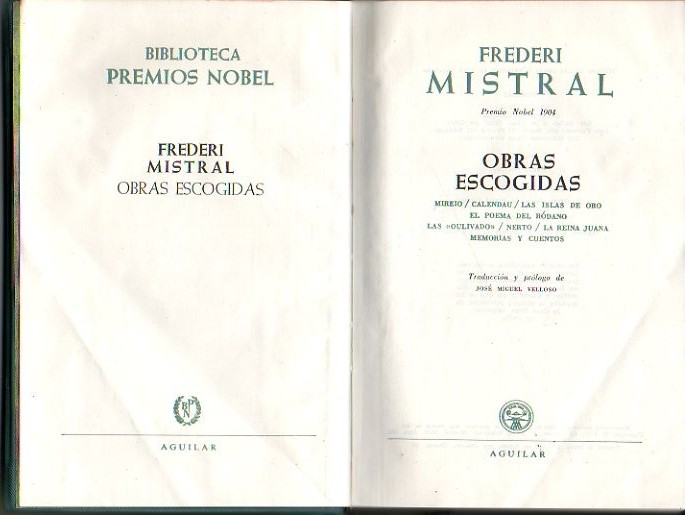 BIBLIOTECA
PREMIOS NOBEL
FREDERI
MISTRAL
OBRAS ESCOGIDAS
BPN
AGUILAR
FREDERI
MISTRAL
Premio Nobel 1904
OBRAS
ESCOGIDAS
MIREIO / CALENDAU / LAS ISLAS DE ORO
EL POEMA DEL RÓDANO
LAS «OULIVADO» / NERTO / LA REINA JUANA
MEMORIAS Y CUENTOS
Traducción y prólogo de
JOSÉ MIGUEL VELLOSO
AGUILAR